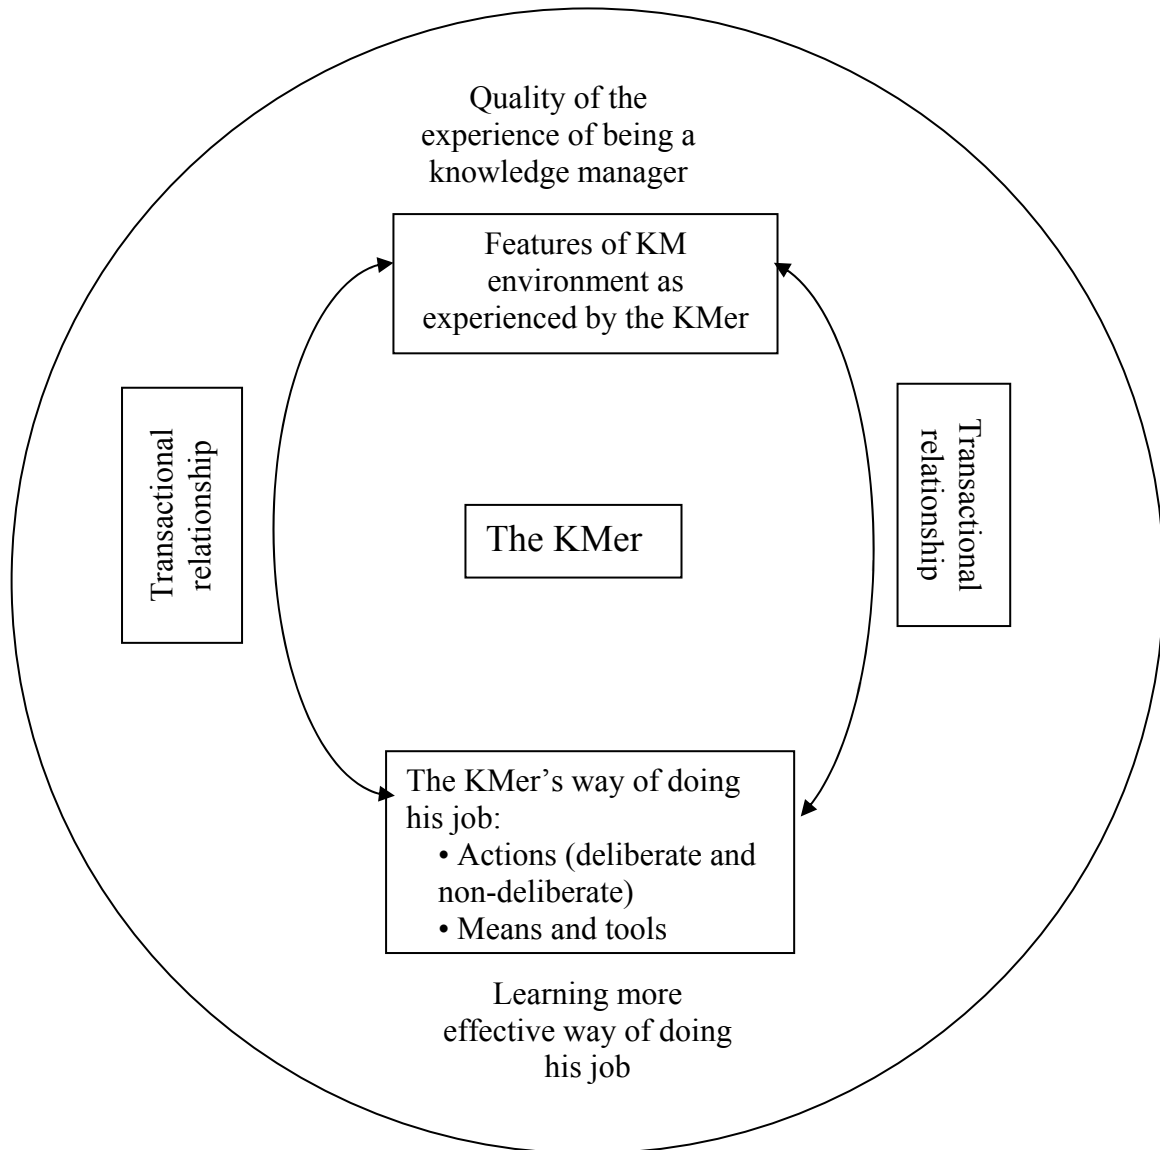 Quality of the
experience of being a
knowledge manager
Features of KM
environment as
experienced by the KMer
Transactional
relationship
Transactional
relationship
The KMer
The KMer’s way of doing
his job:
• Actions (deliberate and
non-deliberate)
• Means and tools
Learning more
effective way of doing
his job